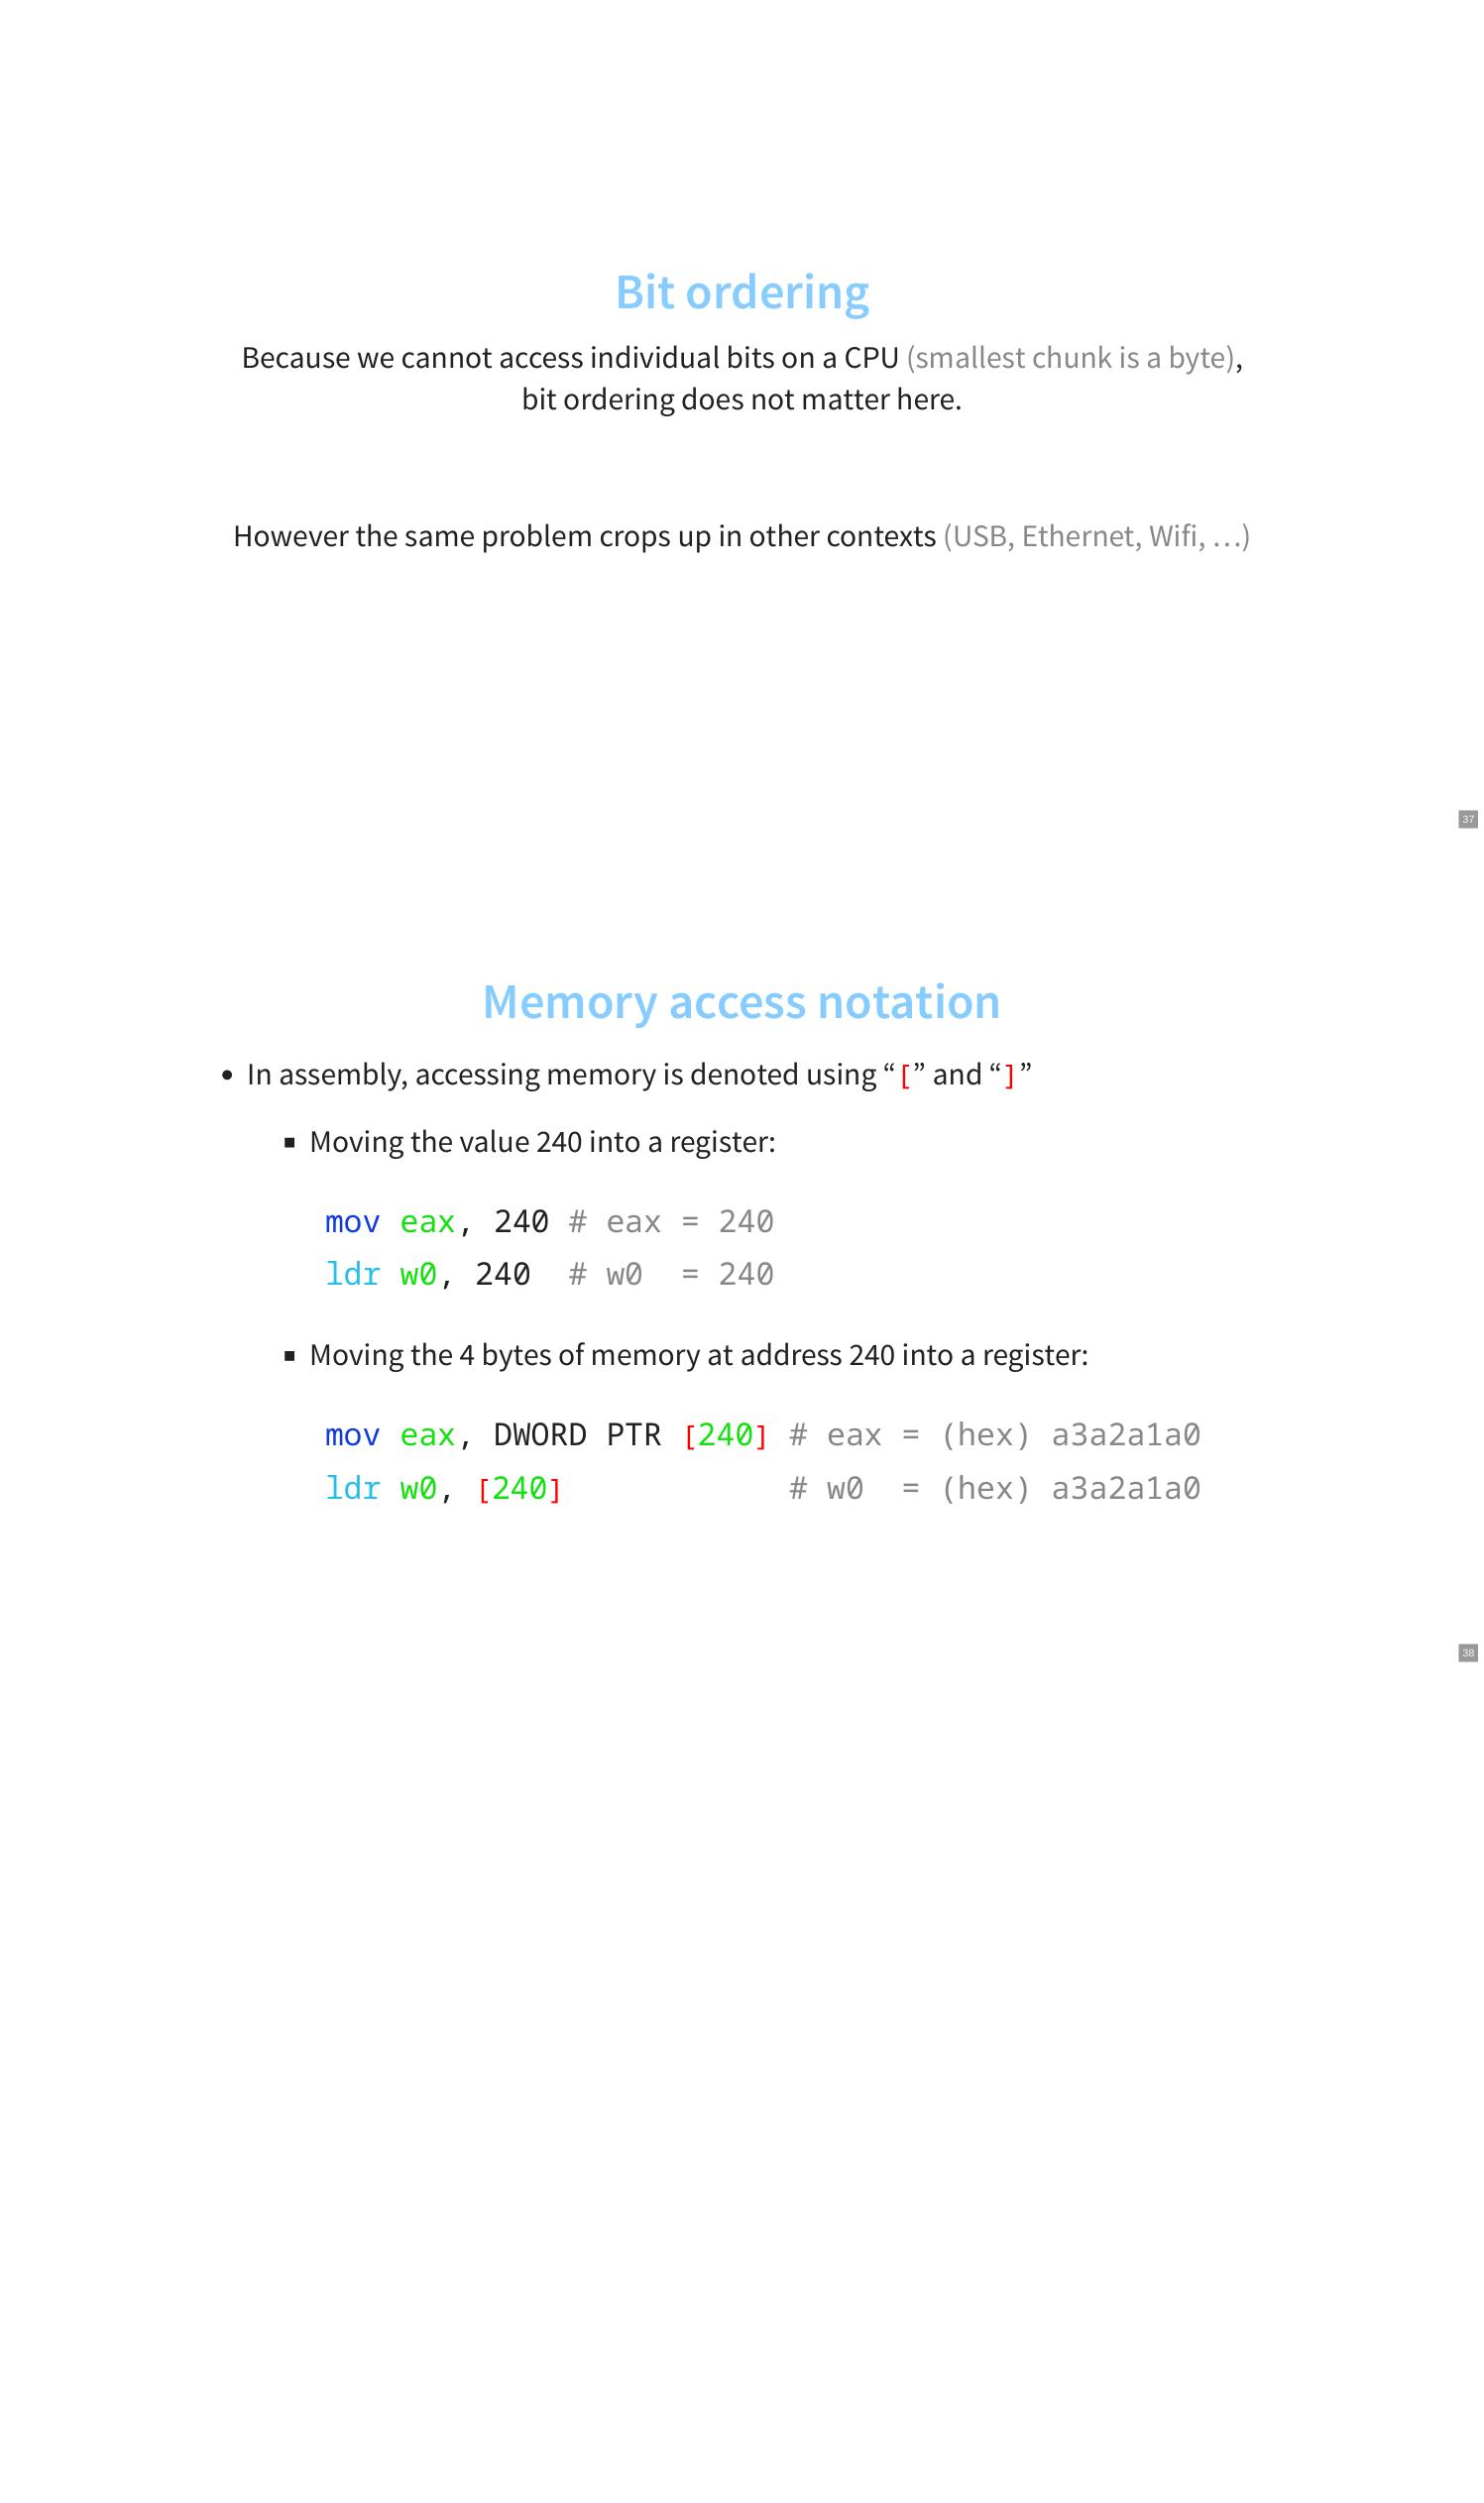 Bit ordering
Because we cannot access individual bits on a CPU (smallest chunk is a byte),
bit ordering does not matter here.
However the same problem crops up in other contexts (USB, Ethernet, Wifi, …)
37
Memory access notation
• In assembly, accessing memory is denoted using “[” and “]”
▪ Moving the value 240 into a register:
mov eax, 240 # eax = 240
ldr w0, 240  # w0  = 240
▪ Moving the 4 bytes of memory at address 240 into a register:
mov eax, DWORD PTR [240] # eax = (hex) a3a2a1a0
ldr w0, [240]            # w0  = (hex) a3a2a1a0
38